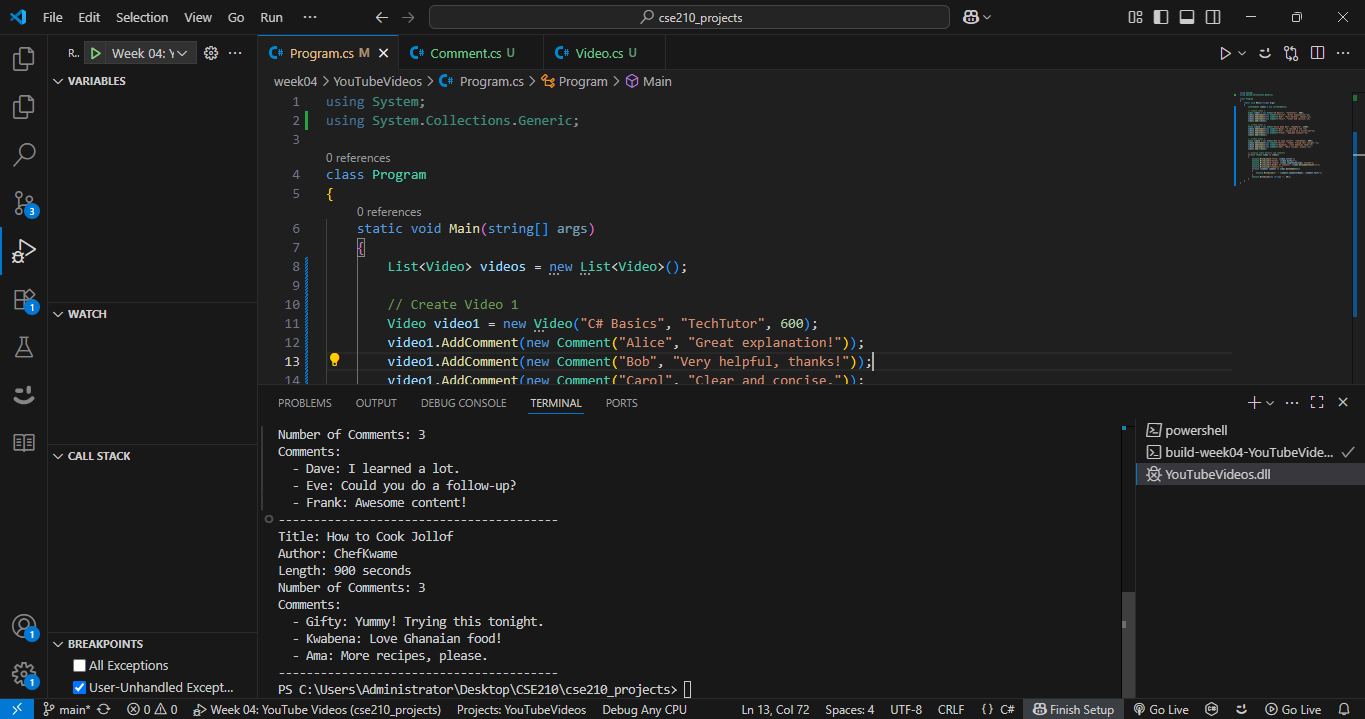 File Edit Selection View Go Run ··· cse210_projects
R.. Week 04: Y ···
VARIABLES
WATCH
CALL STACK
BREAKPOINTS
All Exceptions
User-Unhandled Except...
3
1
1
1
Program.cs M Comment.cs U Video.cs U
week04 > YouTubeVideos > Program.cs > Program > Main
1 using System;
2 using System.Collections.Generic;
3
0 references
4 class Program
5 {
0 references
6 static void Main(string[] args)
7 {
8 List<Video> videos = new List<Video>();
9
10 // Create Video 1
11 Video video1 = new Video("C# Basics", "TechTutor", 600);
12 video1.AddComment(new Comment("Alice", "Great explanation!"));
13 video1.AddComment(new Comment("Bob", "Very helpful, thanks!"));
14 video1.AddComment(new Comment("Carol", "Clear and concise."));
PROBLEMS OUTPUT DEBUG CONSOLE TERMINAL PORTS
Number of Comments: 3
Comments:
- Dave: I learned a lot.
- Eve: Could you do a follow-up?
- Frank: Awesome content!
----------------------------------------
Title: How to Cook Jollof
Author: ChefKwame
Length: 900 seconds
Number of Comments: 3
Comments:
- Gifty: Yummy! Trying this tonight.
- Kwabena: Love Ghanaian food!
- Ama: More recipes, please.
----------------------------------------
PS C:\Users\Administrator\Desktop\CSE210\cse210_projects>
powershell
build-week04-YouTubeVide...
YouTubeVideos.dll
main* 0 0 Week 04: YouTube Videos (cse210_projects) Projects: YouTubeVideos Debug Any CPU Ln 13, Col 72 Spaces: 4 UTF-8 CRLF {} C# Finish Setup Go Live Go Live